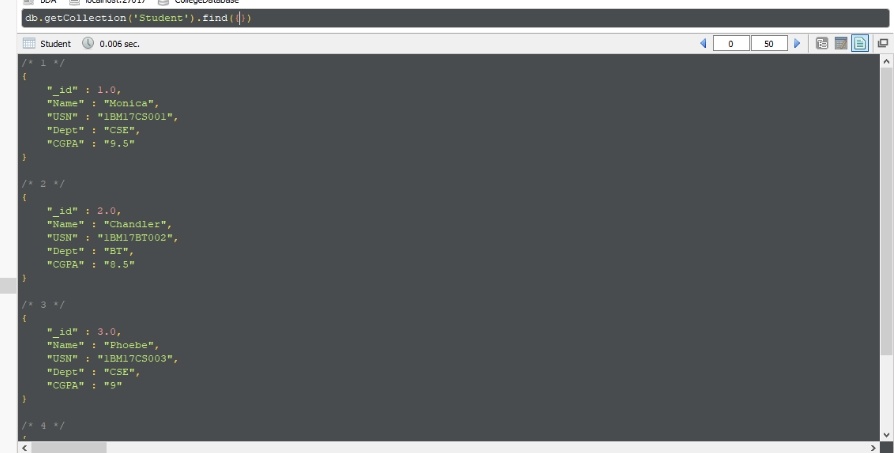 BDA localhost:27017 CollegeDatabase
db.getCollection('Student').find({})
Student 0.006 sec. 0 50
/* 1 */
{
"_id" : 1.0,
"Name" : "Monica",
"USN" : "1BM17CS001",
"Dept" : "CSE",
"CGPA" : "9.5"
}
/* 2 */
{
"_id" : 2.0,
"Name" : "Chandler",
"USN" : "1BM17BT002",
"Dept" : "BT",
"CGPA" : "8.5"
}
/* 3 */
{
"_id" : 3.0,
"Name" : "Phoebe",
"USN" : "1BM17CS003",
"Dept" : "CSE",
"CGPA" : "9"
}
/* 4 */
{